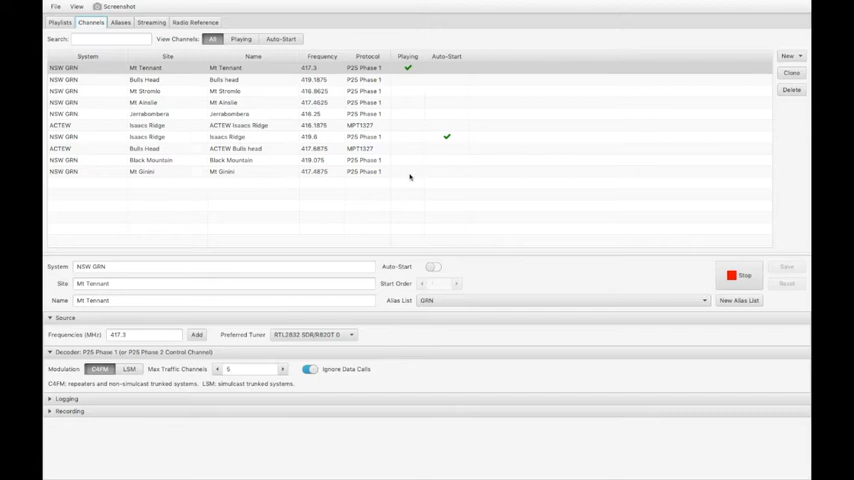 File View Screenshot
Playlists Channels Aliases Streaming Radio Reference
Search: View Channels: All Playing Auto-Start
System Site Name Frequency Protocol Playing Auto-Start New
NSW GRN Mt Tennant Mt Tennant 417.3 P25 Phase 1 Clone
NSW GRN Bulls Head Bulls head 419.1875 P25 Phase 1
NSW GRN Mt Stromlo Mt Stromlo 416.8625 P25 Phase 1 Delete
NSW GRN Mt Ainslie Mt Ainslie 417.4625 P25 Phase 1
NSW GRN Jerrabombera Jerrabombera 416.25 P25 Phase 1
ACTEW Isaacs Ridge ACTEW Isaacs Ridge 416.1875 MPT1327
NSW GRN Isaacs Ridge Isaacs Ridge 419.6 P25 Phase 1
ACTEW Bulls Head ACTEW Bulls head 417.6875 MPT1327
NSW GRN Black Mountain Black Mountain 419.075 P25 Phase 1
NSW GRN Mt Ginini Mt Ginini 417.4875 P25 Phase 1
System NSW GRN Auto-Start Stop Save
Site Mt Tennant Start Order Reset
Name Mt Tennant Alias List GRN New Alias List
Source
Frequencies (MHz) 417.3 Add Preferred Tuner RTL2832 SDR/R820T 0
Decoder: P25 Phase 1 (or P25 Phase 2 Control Channel)
Modulation C4FM LSM Max Traffic Channels 5 Ignore Data Calls
C4FM: repeaters and non-simulcast trunked systems. LSM: simulcast trunked systems.
Logging
Recording